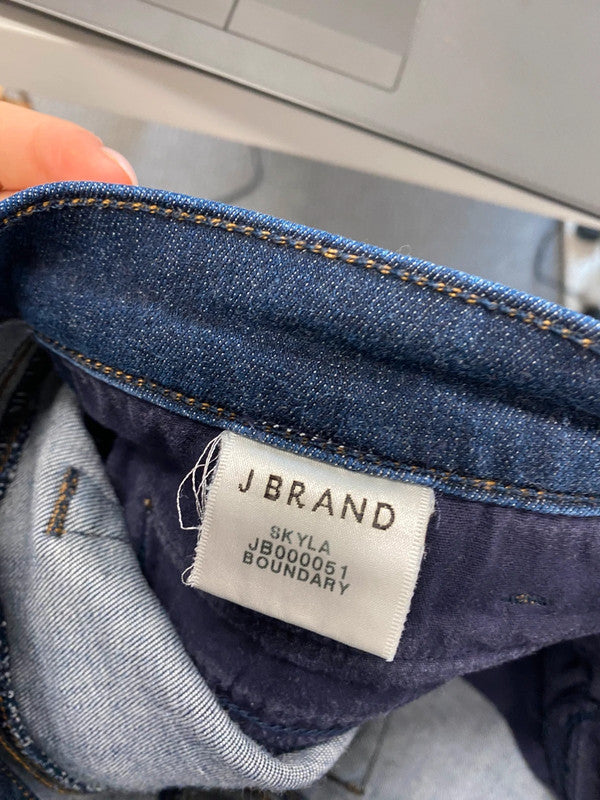 J BRAND
SKYLA
JB000051
BOUNDARY